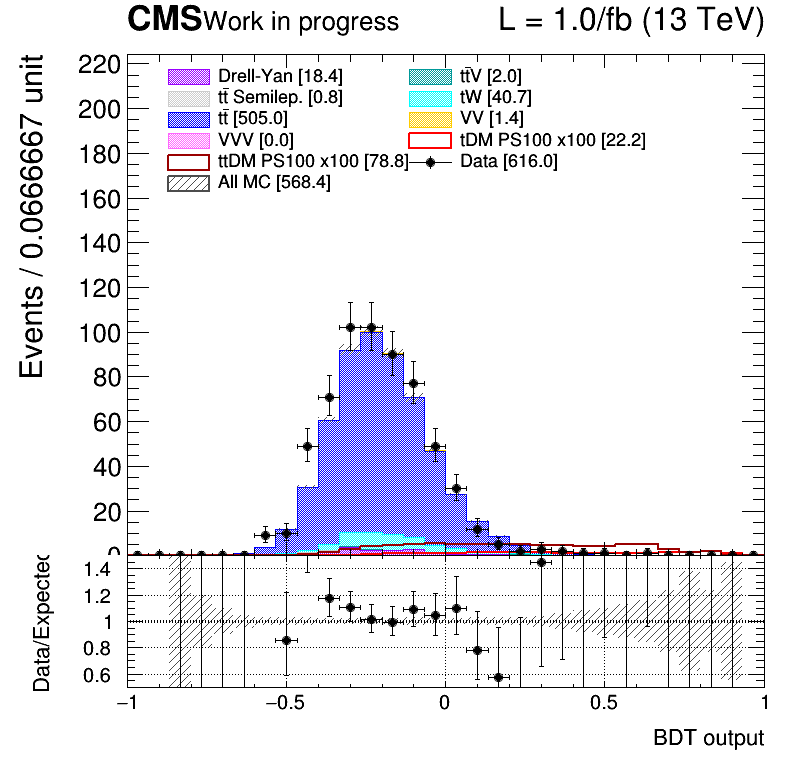 CMS Work in progress L = 1.0/fb (13 TeV)
Events / 0.0666667 unit
220
200
180
160
140
120
100
80
60
40
20
0
Drell-Yan [18.4] tt̄V [2.0]
tt̄ Semilep. [0.8] tW [40.7]
tt̄ [505.0] VV [1.4]
VVV [0.0] tDM PS100 x100 [22.2]
ttDM PS100 x100 [78.8] Data [616.0]
All MC [568.4]
Data/Expected
1.4
1.2
1
0.8
0.6
−1 −0.5 0 0.5 1
BDT output